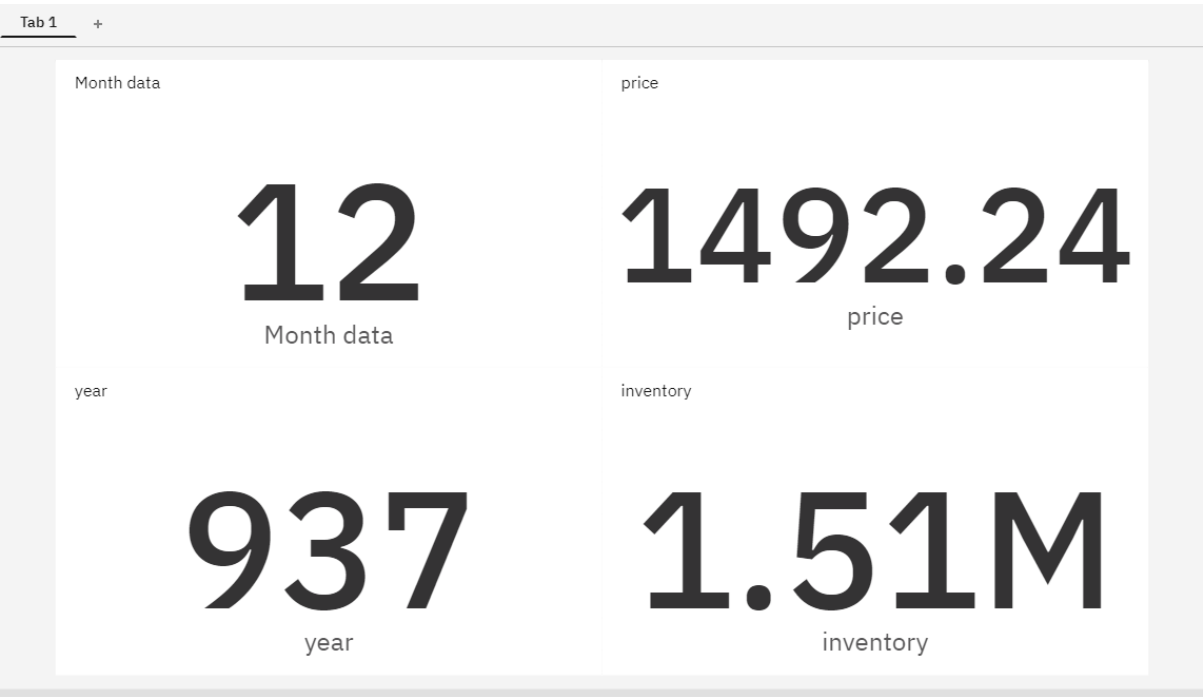 Tab 1 +
Month data
12
Month data
price
1492.24
price
year
937
year
inventory
1.51M
inventory